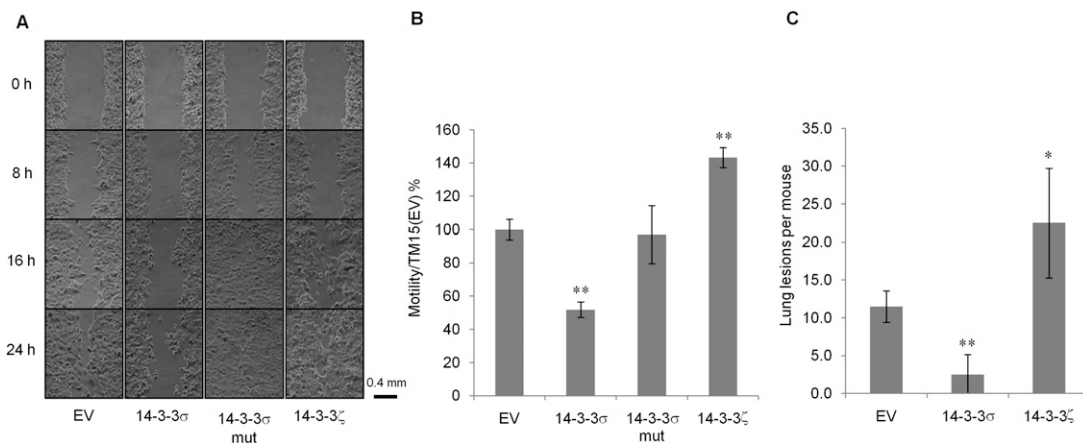 A
0 h
8 h
16 h
24 h
0.4 mm
EV 14-3-3σ 14-3-3σ mut 14-3-3ζ
B
Motility/TM15(EV) %
160
140
120
100
80
60
40
20
0
**
**
EV 14-3-3σ 14-3-3σ mut 14-3-3ζ
C
Lung lesions per mouse
35.0
30.0
25.0
20.0
15.0
10.0
5.0
0.0
**
*
EV 14-3-3σ 14-3-3ζ